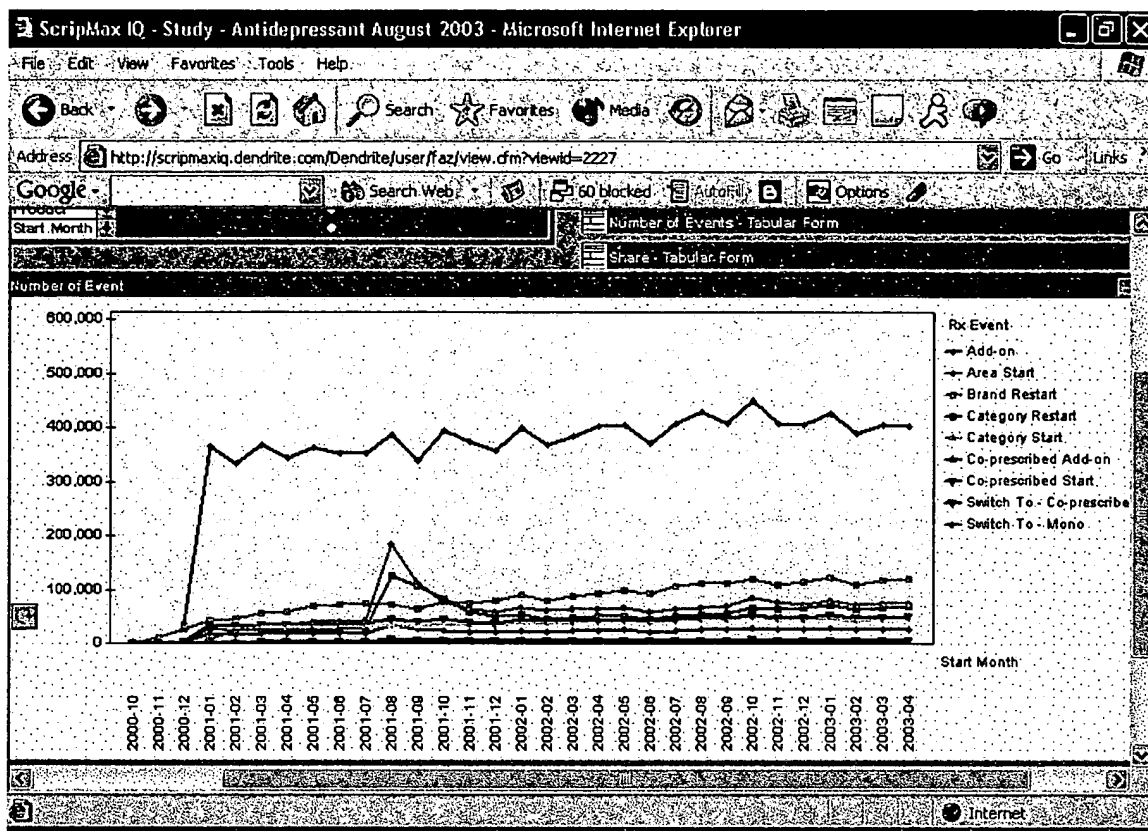 ScripMax IQ - Study - Antidepressant August 2003 - Microsoft Internet Explorer
File Edit View Favorites Tools Help
Back Search Favorites Media
Address http://scripmaxiq.dendrite.com/Dendrite/user/faz/view.cfm?viewid=2227 Go Links
Google Search Web 60 blocked AutoFill Options
Product
Start Month
Number of Events - Tabular Form
Share - Tabular Form
Number of Event
600,000
500,000
400,000
300,000
200,000
100,000
0
Rx Event
Add-on
Area Start
Brand Restart
Category Restart
Category Start
Co-prescribed Add-on
Co-prescribed Start
Switch To - Co-prescribe
Switch To - Mono
Start Month
2000-10
2000-11
2000-12
2001-01
2001-02
2001-03
2001-04
2001-05
2001-06
2001-07
2001-08
2001-09
2001-10
2001-11
2001-12
2002-01
2002-02
2002-03
2002-04
2002-05
2002-06
2002-07
2002-08
2002-09
2002-10
2002-11
2002-12
2003-01
2003-02
2003-03
2003-04
Internet